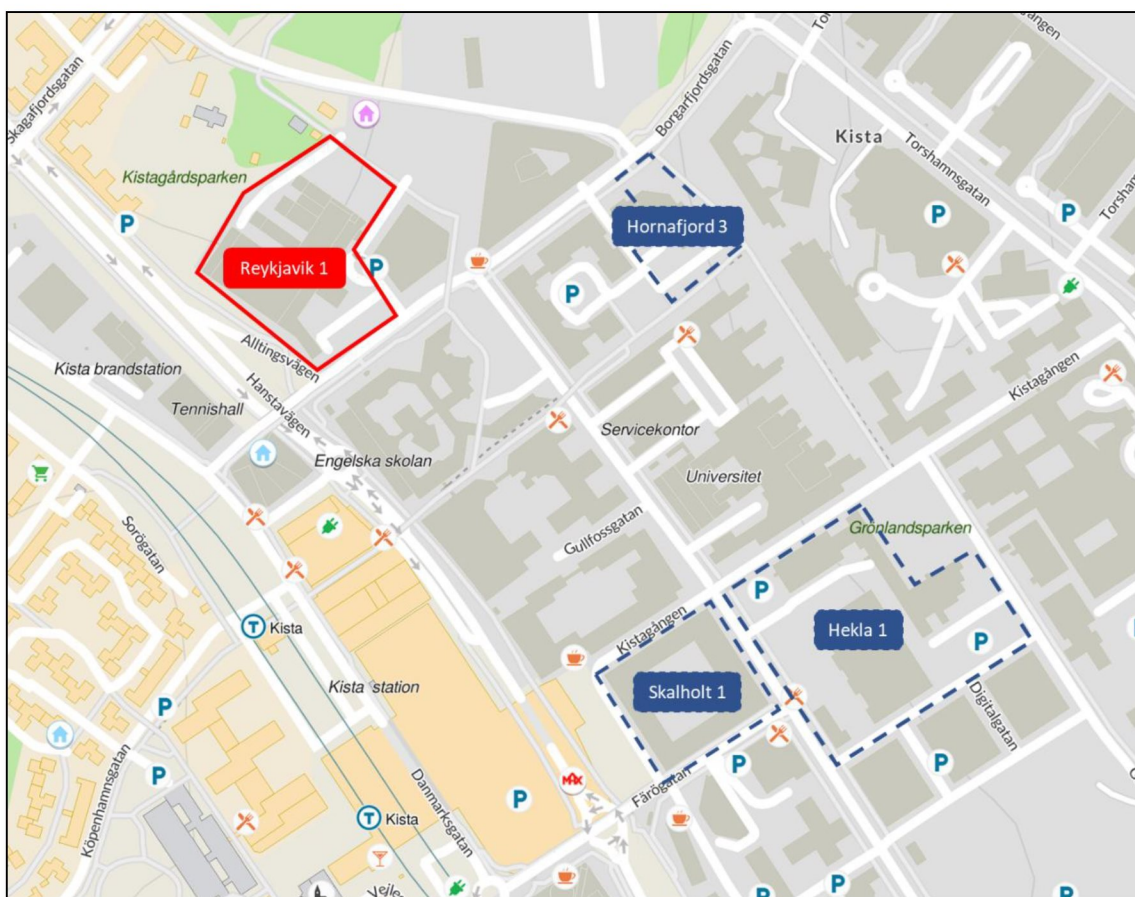 Skagafjordsgatan
Kistagårdsparken
P
Reykjavik 1
P
Alltingsvägen
Hanstavägen
Kista brandstation
Tennishall
Engelska skolan
Borgarfjordsgatan
Hornafjord 3
P
Kista
Torshamnsgatan
P
P
Kistagången
Servicekontor
Universitet
Gullfossgatan
Grönlandsparken
P
Hekla 1
P
Kistagången
Skalholt 1
Färögatan
P
P
Digitalgatan
Sorögatan
T Kista
Kista station
P
P
Köpenhamnsgatan
Danmarksgatan
T Kista
P
MAX
P
P
P